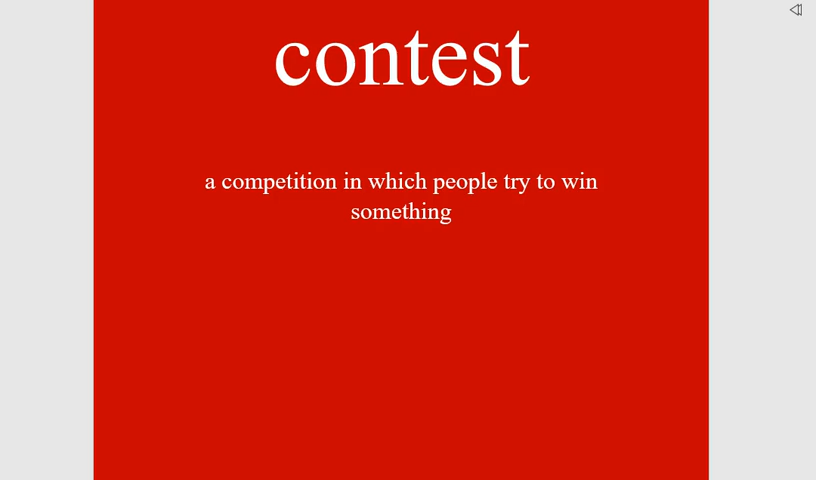 contest
a competition in which people try to win
something